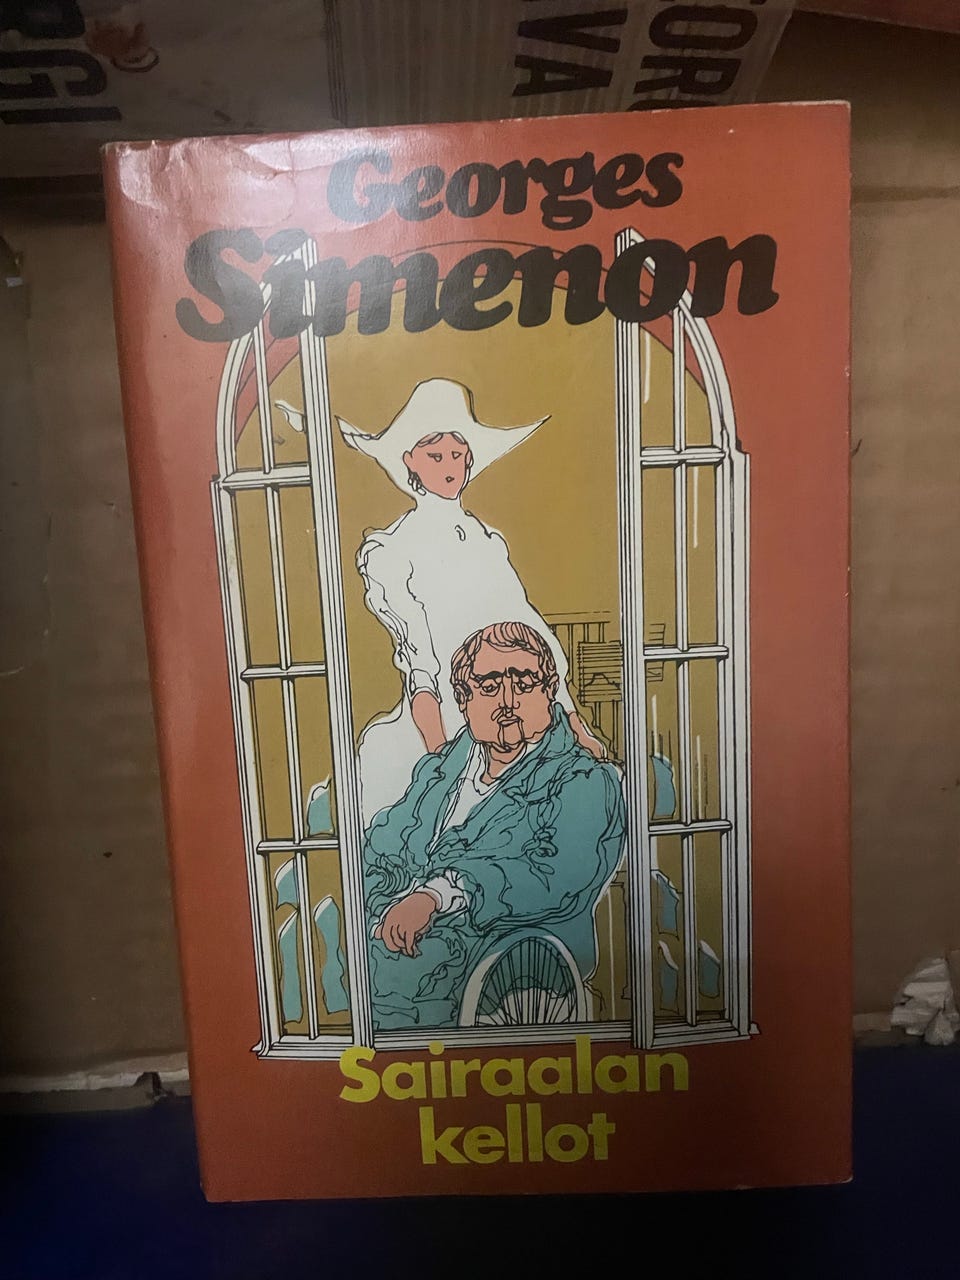 Georges
Simenon
Sairaalan
kellot